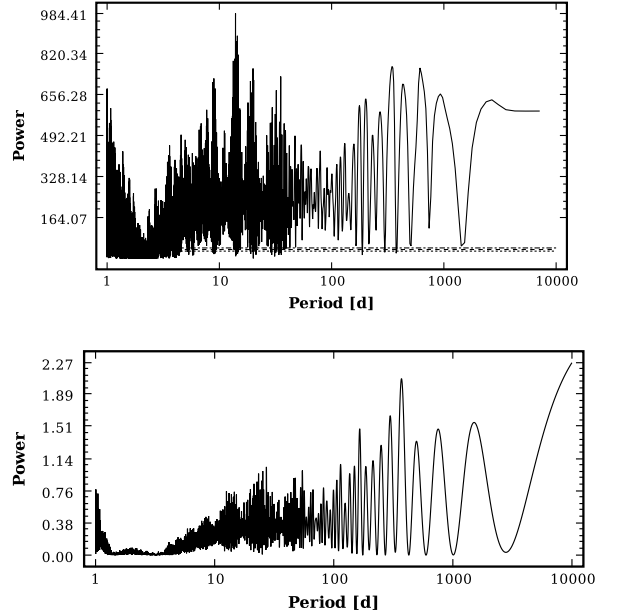 984.41
820.34
656.28
492.21
328.14
164.07
Power
1 10 100 1000 10000
Period [d]
2.27
1.89
1.51
1.14
0.76
0.38
0.00
Power
1 10 100 1000 10000
Period [d]